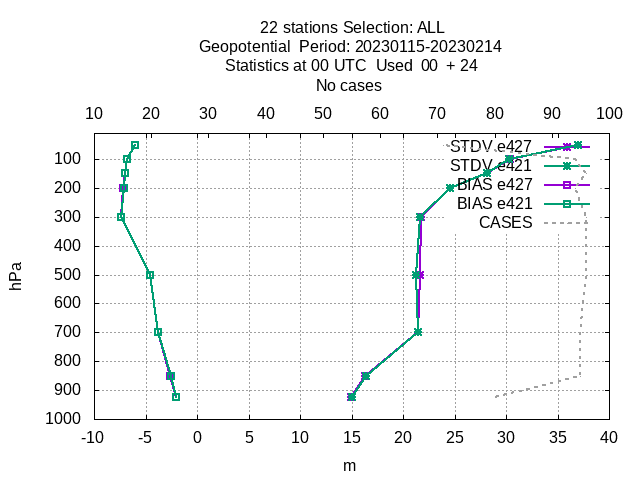 22 stations Selection: ALL
Geopotential  Period: 20230115-20230214
Statistics at 00 UTC  Used  00  + 24
No cases
10 20 30 40 50 60 70 80 90 100
STDV e427
STDV e421
BIAS e427
BIAS e421
CASES
hPa
100
200
300
400
500
600
700
800
900
1000
-10 -5 0 5 10 15 20 25 30 35 40
m